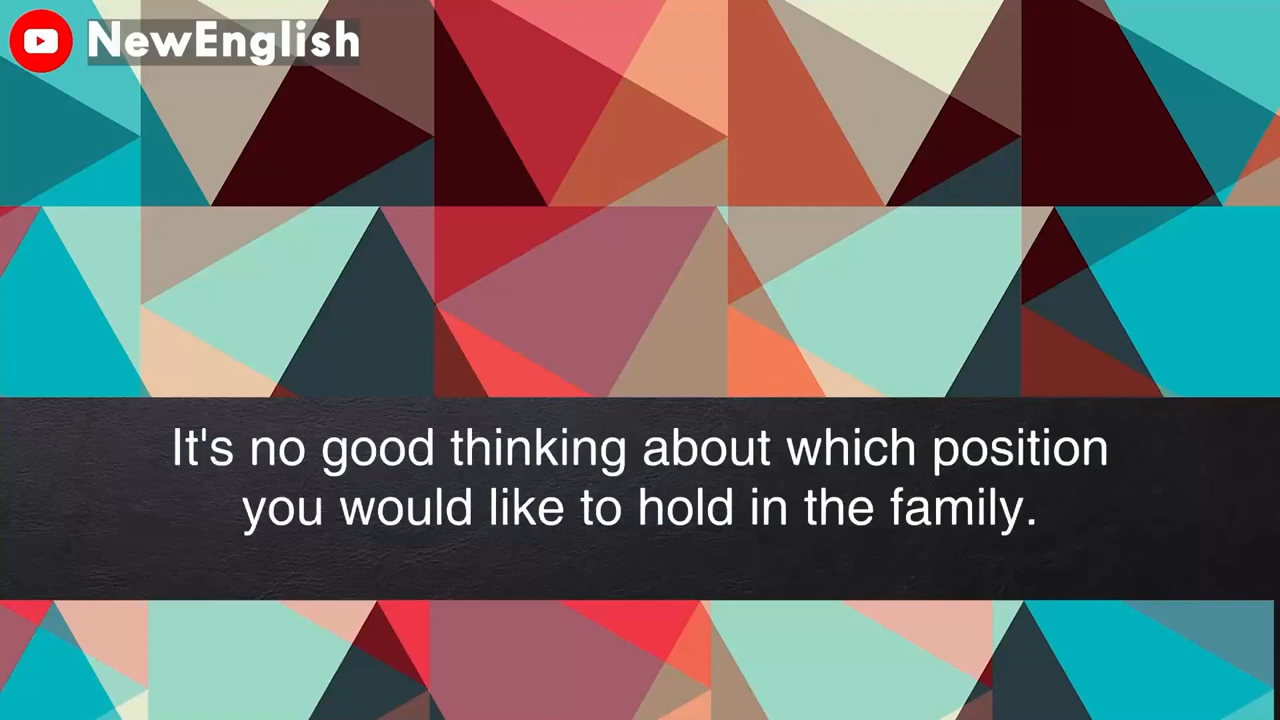 NewEnglish
It's no good thinking about which position
you would like to hold in the family.